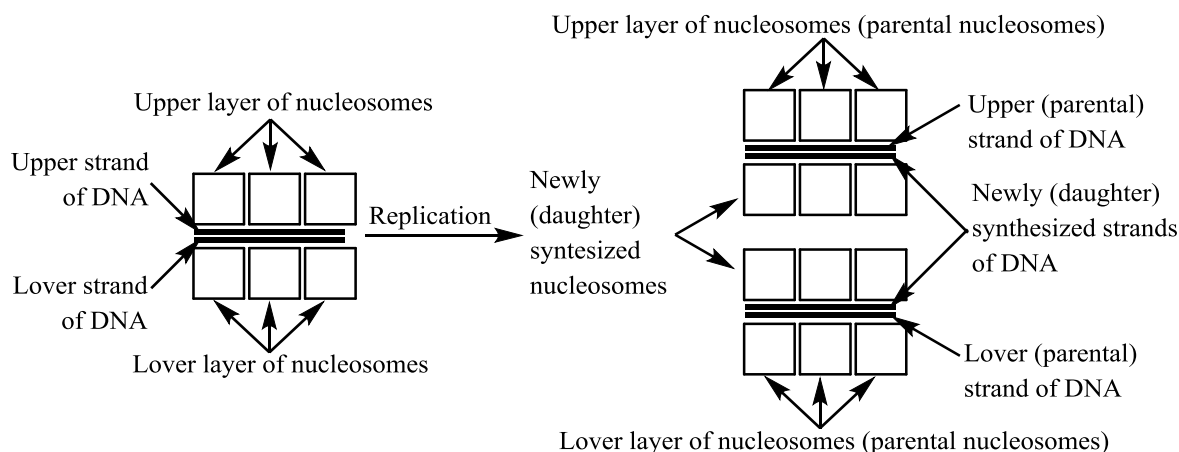 Upper layer of nucleosomes (parental nucleosomes)
Upper layer of nucleosomes
Upper (parental)
strand of DNA
Upper strand
of DNA
Replication
Newly
(daughter)
syntesized
nucleosomes
Newly (daughter)
synthesized strands
of DNA
Lover strand
of DNA
Lover layer of nucleosomes
Lover (parental)
strand of DNA
Lover layer of nucleosomes (parental nucleosomes)